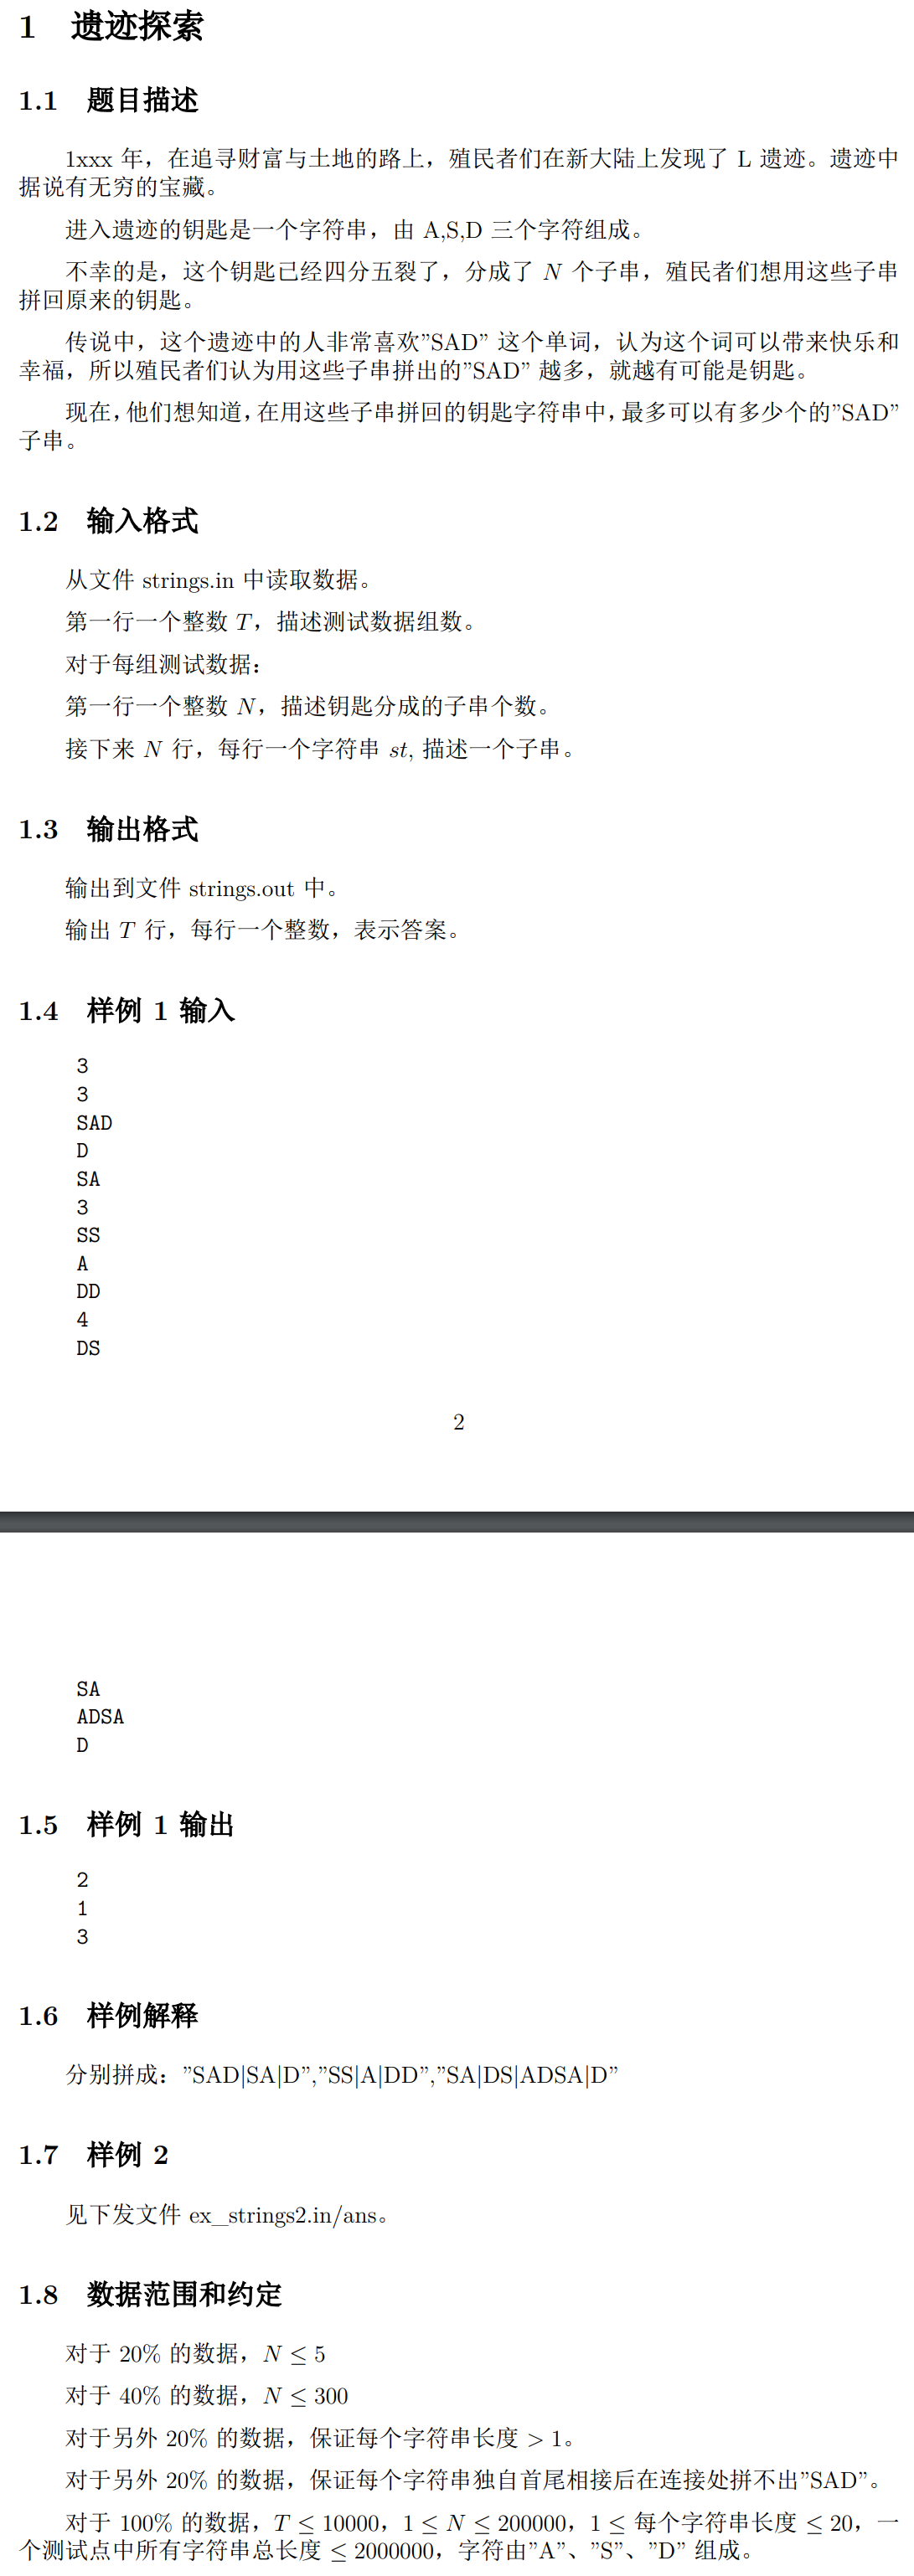 1 遗迹探索
1.1 题目描述
1xxx 年，在追寻财富与土地的路上，殖民者们在新大陆上发现了 L 遗迹。遗迹中
据说有无穷的宝藏。
进入遗迹的钥匙是一个字符串，由 A,S,D 三个字符组成。
不幸的是，这个钥匙已经四分五裂了，分成了 N 个子串，殖民者们想用这些子串
拼回原来的钥匙。
传说中，这个遗迹中的人非常喜欢”SAD” 这个单词，认为这个词可以带来快乐和
幸福，所以殖民者们认为用这些子串拼出的”SAD” 越多，就越有可能是钥匙。
现在，他们想知道，在用这些子串拼回的钥匙字符串中，最多可以有多少个的”SAD”
子串。
1.2 输入格式
从文件 strings.in 中读取数据。
第一行一个整数 T，描述测试数据组数。
对于每组测试数据：
第一行一个整数 N，描述钥匙分成的子串个数。
接下来 N 行，每行一个字符串 st, 描述一个子串。
1.3 输出格式
输出到文件 strings.out 中。
输出 T 行，每行一个整数，表示答案。
1.4 样例 1 输入
3
3
SAD
D
SA
3
SS
A
DD
4
DS
2
SA
ADSA
D
1.5 样例 1 输出
2
1
3
1.6 样例解释
分别拼成：”SAD|SA|D”,”SS|A|DD”,”SA|DS|ADSA|D”
1.7 样例 2
见下发文件 ex_strings2.in/ans。
1.8 数据范围和约定
对于 20% 的数据，N ≤ 5
对于 40% 的数据，N ≤ 300
对于另外 20% 的数据，保证每个字符串长度 > 1。
对于另外 20% 的数据，保证每个字符串独自首尾相接后在连接处拼不出”SAD”。
对于 100% 的数据，T ≤ 10000，1 ≤ N ≤ 200000，1 ≤ 每个字符串长度 ≤ 20，一
个测试点中所有字符串总长度 ≤ 2000000，字符由”A”、”S”、”D” 组成。